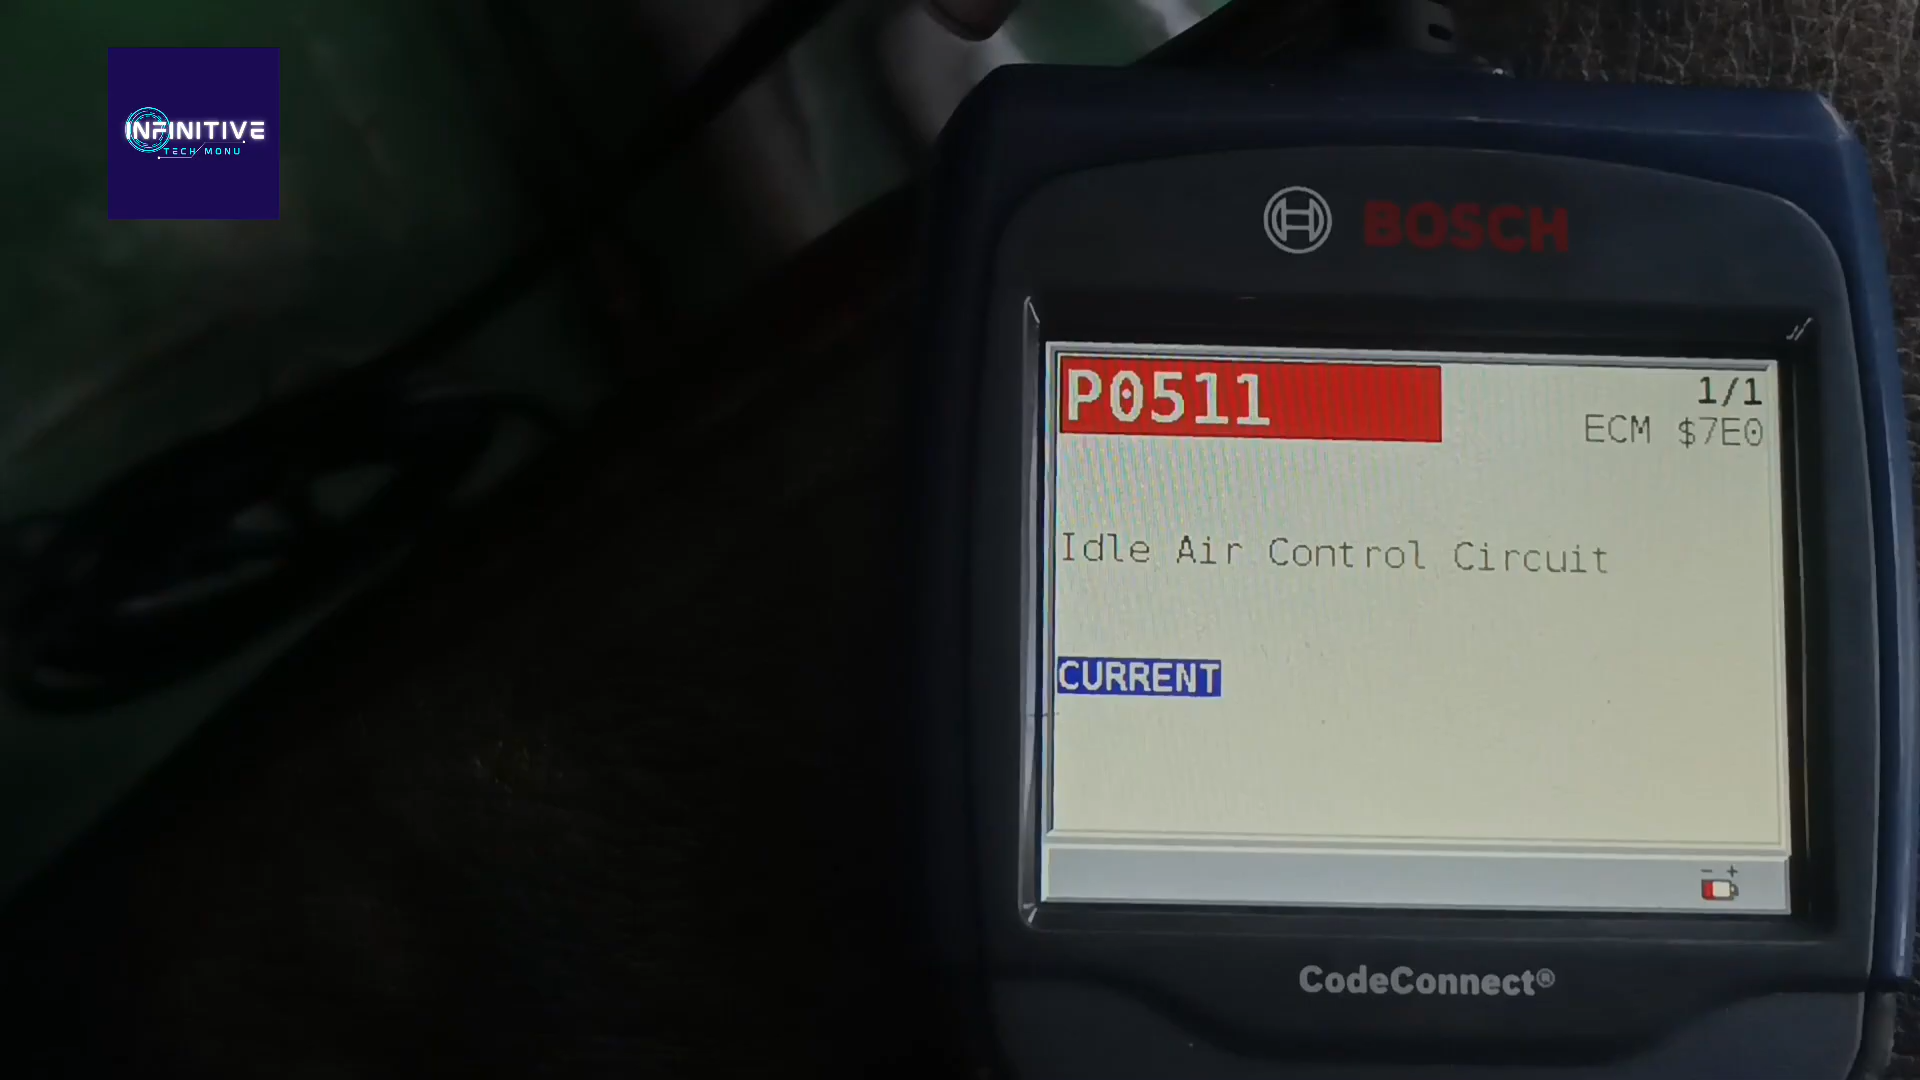 INFINITIVE
TECH MONU
BOSCH
P0511
1/1
ECM $7E0
Idle Air Control Circuit
CURRENT
- +
CodeConnect®